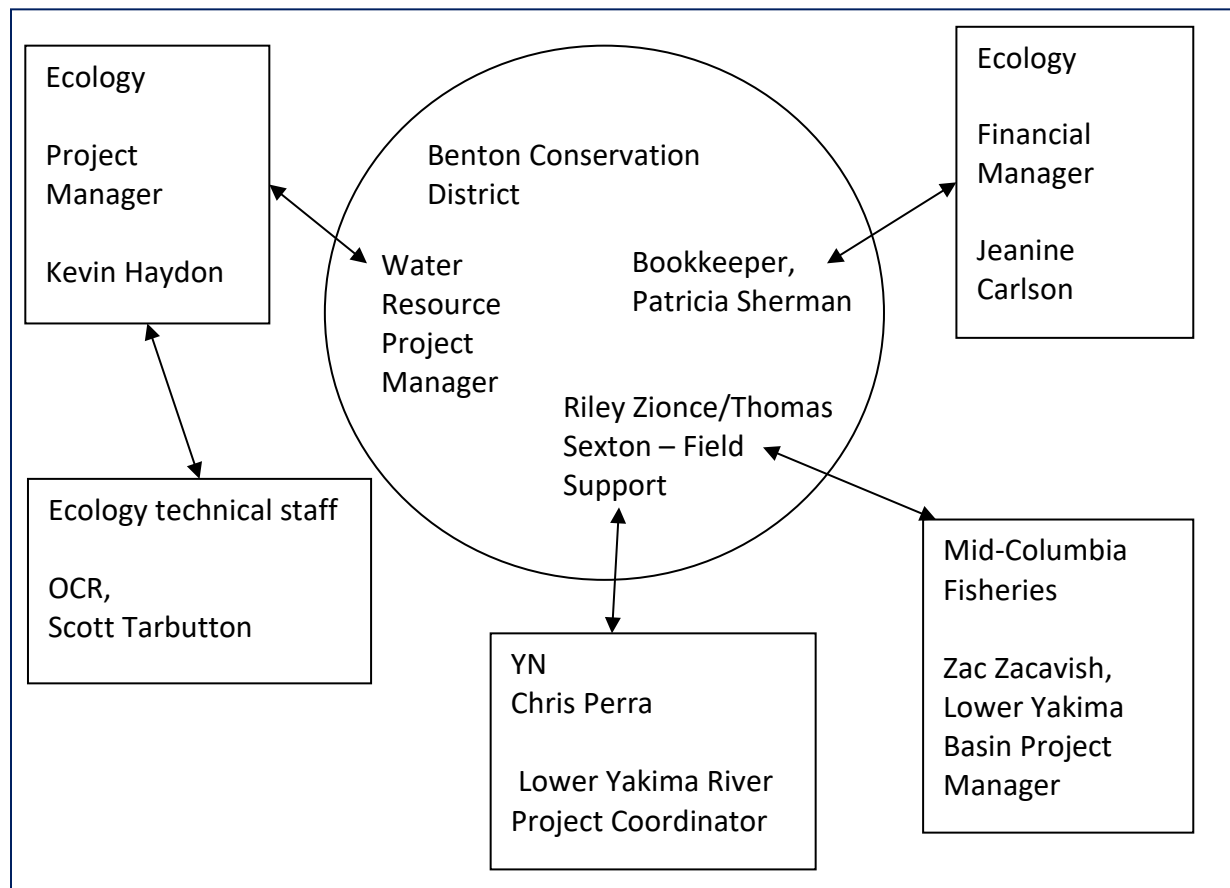 Ecology
Project
Manager
Kevin Haydon
Benton Conservation
District
Water
Resource
Project
Manager
Bookkeeper,
Patricia Sherman
Riley Zionce/Thomas
Sexton – Field
Support
Ecology
Financial
Manager
Jeanine
Carlson
Ecology technical staff
OCR,
Scott Tarbutton
YN
Chris Perra
Lower Yakima River
Project Coordinator
Mid-Columbia
Fisheries
Zac Zacavish,
Lower Yakima
Basin Project
Manager